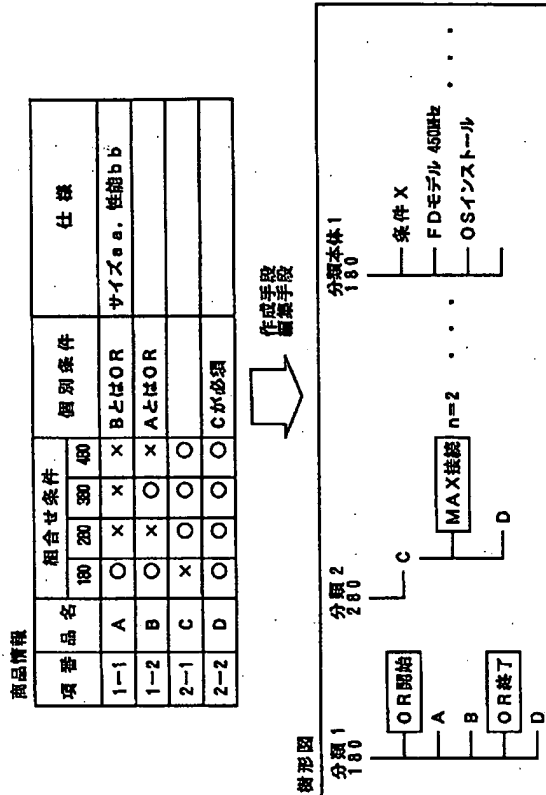 商品情報
項番 品名 組合せ条件 個別条件 仕様
180 280 380 480
1-1 A ○ × × × BとはOR サイズaa,性能bb
1-2 B ○ × ○ × AとはOR
2-1 C × ○ ○ ○
2-2 D ○ ○ ○ ○ Cが必須
作成手段
編集手段
樹形図
分類1
180
OR開始
A
B
OR終了
D
分類2
280
C
MAX接続 n=2
D
・・・
分類本体1
180
条件X
FDモデル 450MHz
OSインストール
・・・